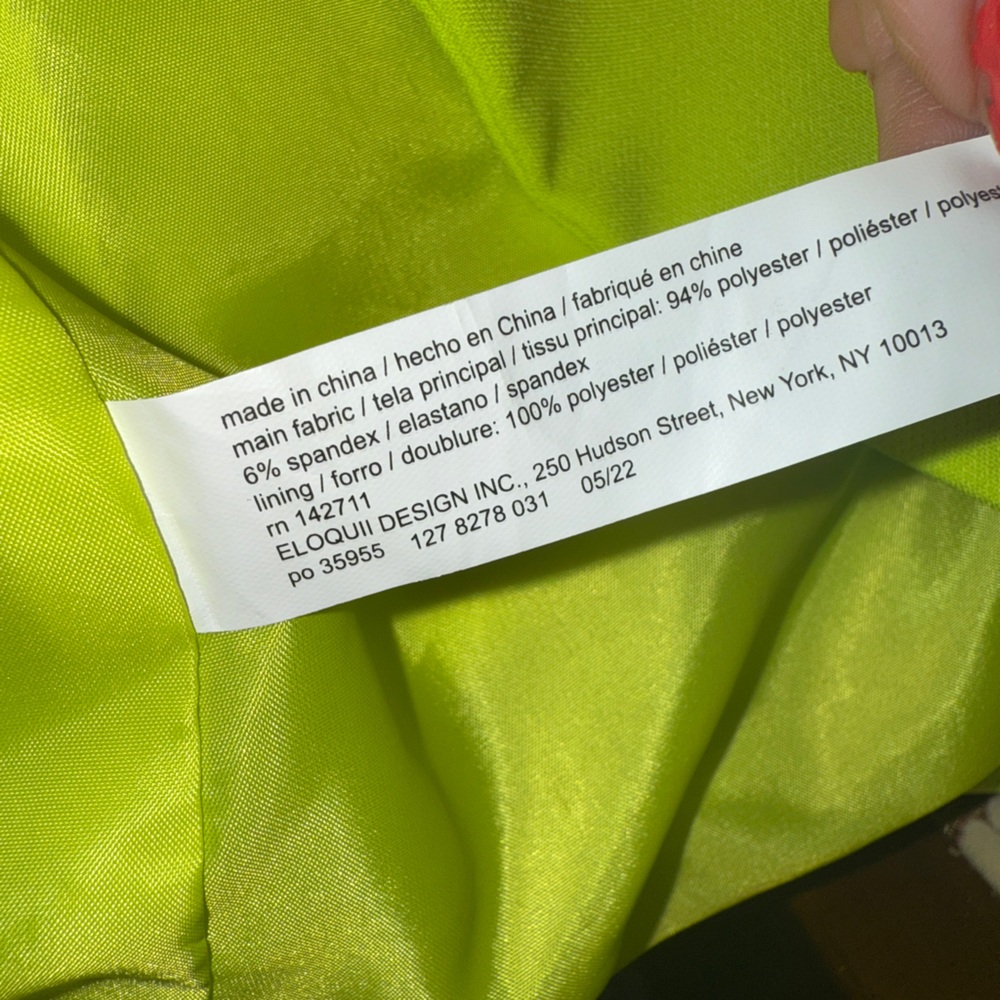 made in china / hecho en China / fabriqué en chine
main fabric / tela principal / tissu principal: 94% polyester / poliéster /
6% spandex / elastano / spandex
lining / forro / doublure: 100% polyester / poliéster / polyester
rn 142711
ELOQUII DESIGN INC., 250 Hudson Street, New York, NY 10013
po 35955 127 8278 031 05/22